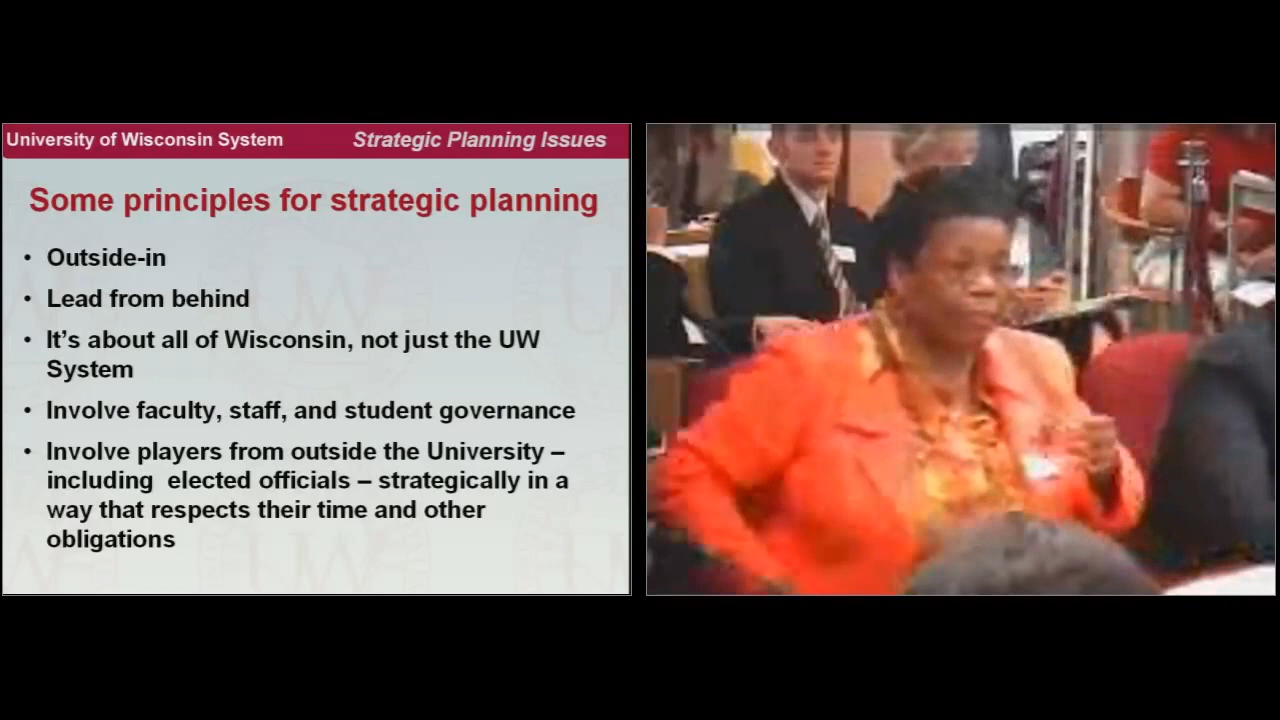 University of Wisconsin System Strategic Planning Issues
Some principles for strategic planning
• Outside-in
• Lead from behind
• It's about all of Wisconsin, not just the UW
System
• Involve faculty, staff, and student governance
• Involve players from outside the University –
including elected officials – strategically in a
way that respects their time and other
obligations